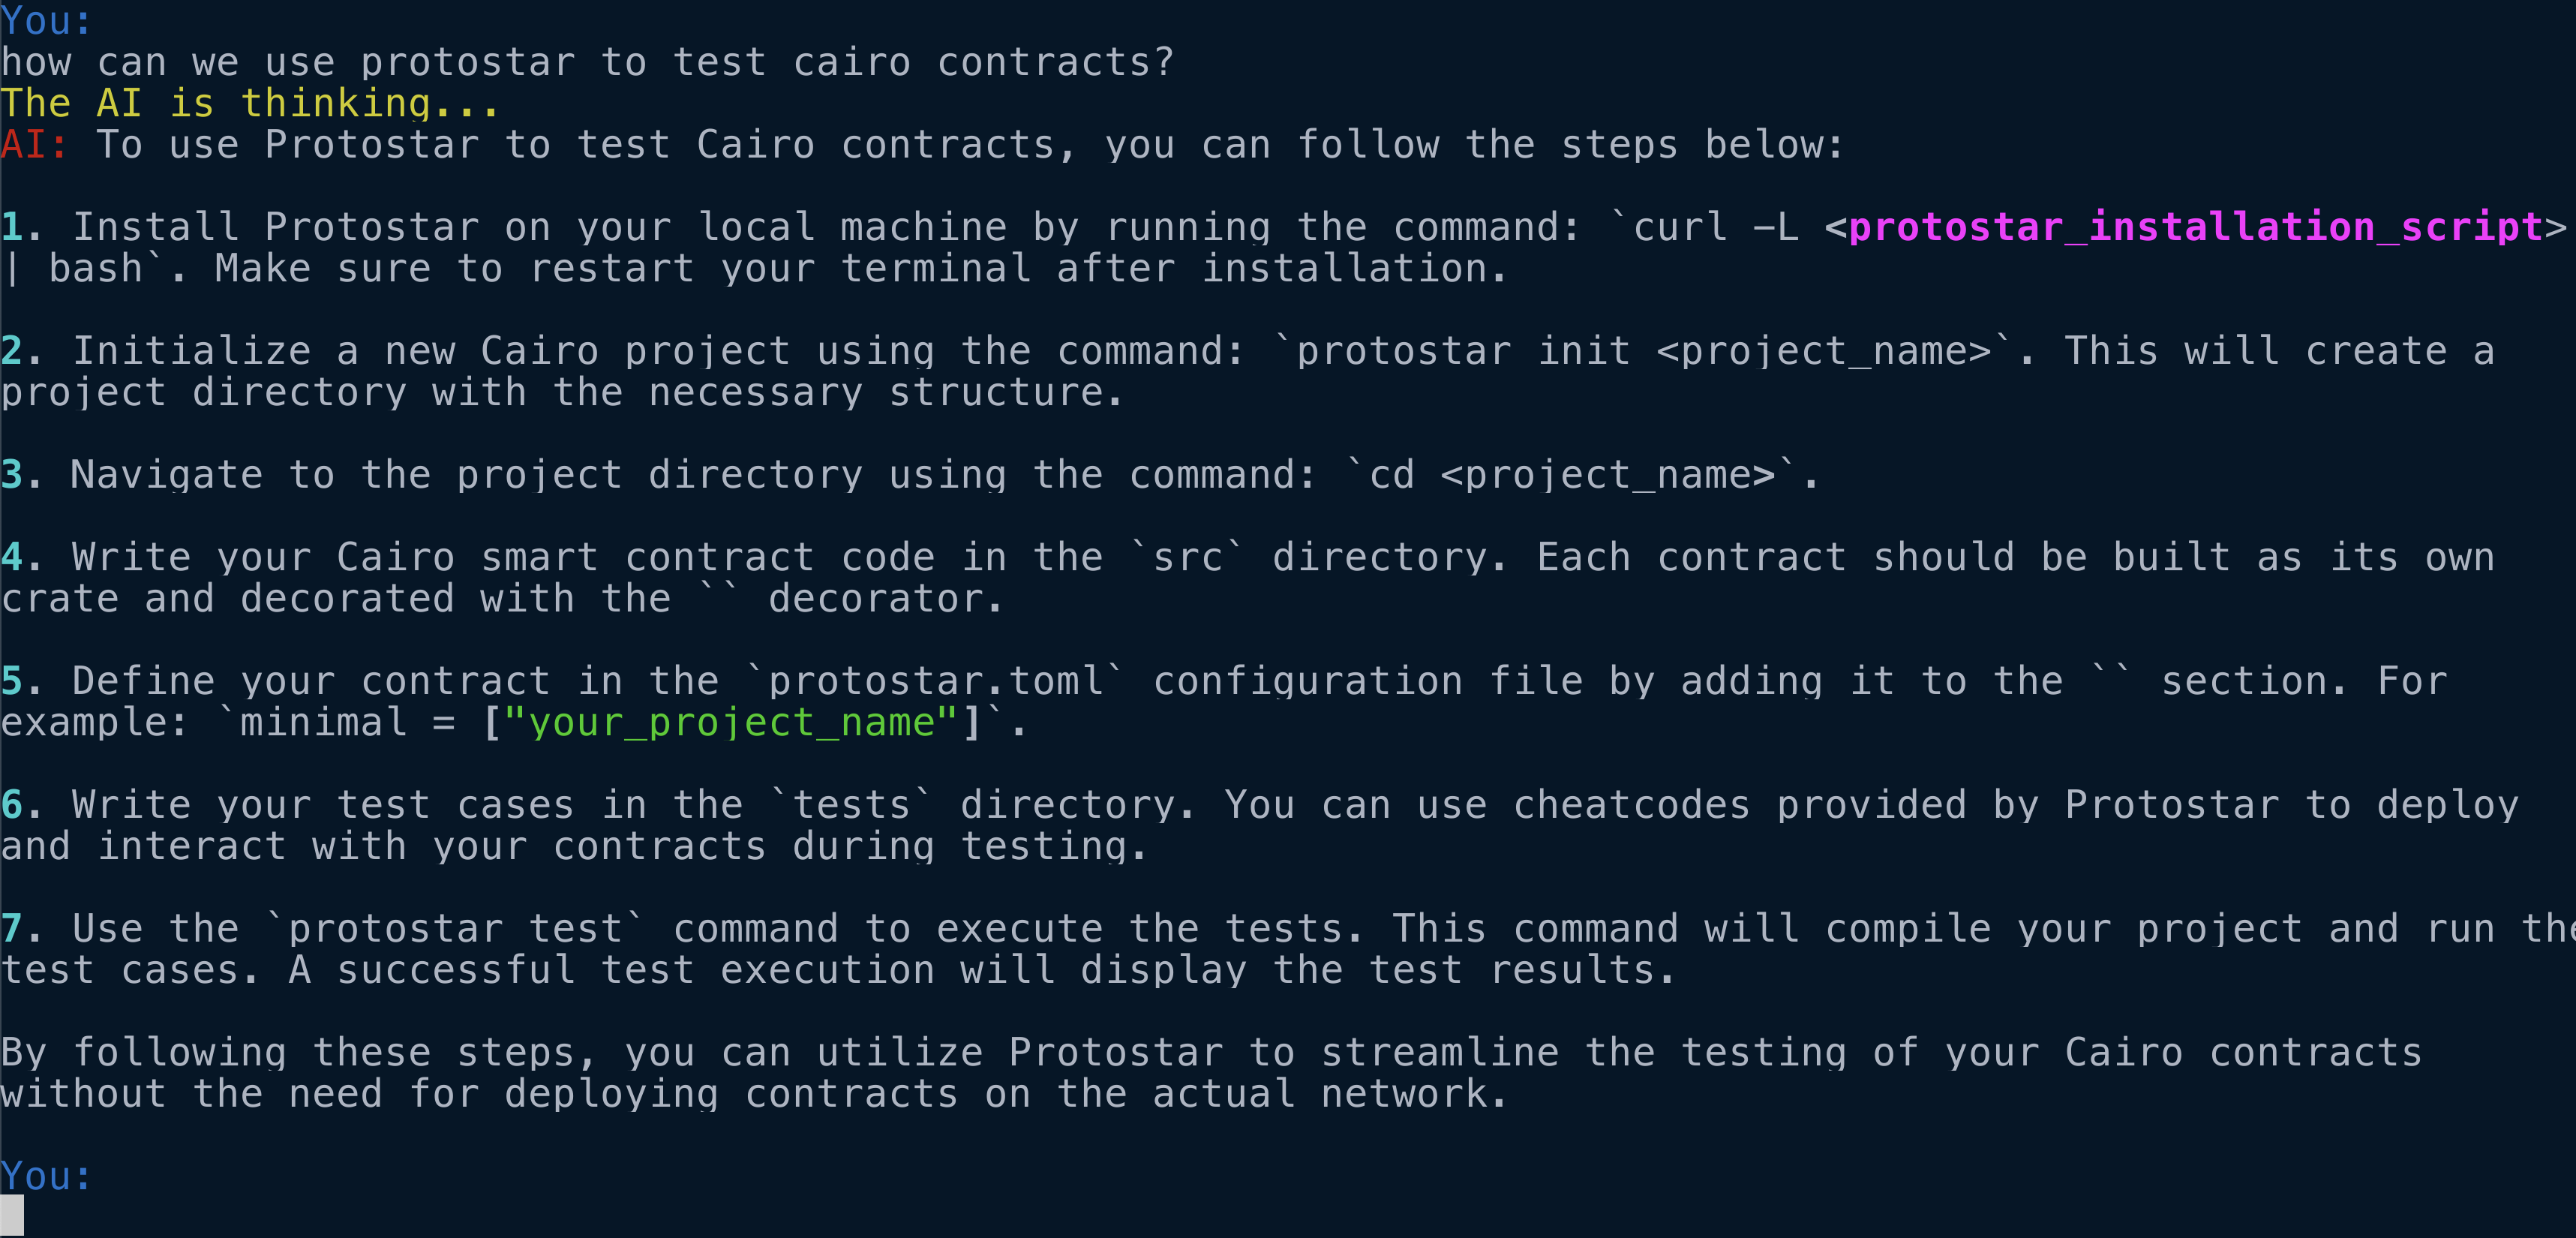 You:
how can we use protostar to test cairo contracts?
The AI is thinking...
AI: To use Protostar to test Cairo contracts, you can follow the steps below:
1. Install Protostar on your local machine by running the command: `curl -L <protostar_installation_script>
| bash`. Make sure to restart your terminal after installation.
2. Initialize a new Cairo project using the command: `protostar init <project_name>`. This will create a
project directory with the necessary structure.
3. Navigate to the project directory using the command: `cd <project_name>`.
4. Write your Cairo smart contract code in the `src` directory. Each contract should be built as its own
crate and decorated with the `` decorator.
5. Define your contract in the `protostar.toml` configuration file by adding it to the `` section. For
example: `minimal = ["your_project_name"]`.
6. Write your test cases in the `tests` directory. You can use cheatcodes provided by Protostar to deploy
and interact with your contracts during testing.
7. Use the `protostar test` command to execute the tests. This command will compile your project and run the
test cases. A successful test execution will display the test results.
By following these steps, you can utilize Protostar to streamline the testing of your Cairo contracts
without the need for deploying contracts on the actual network.
You: